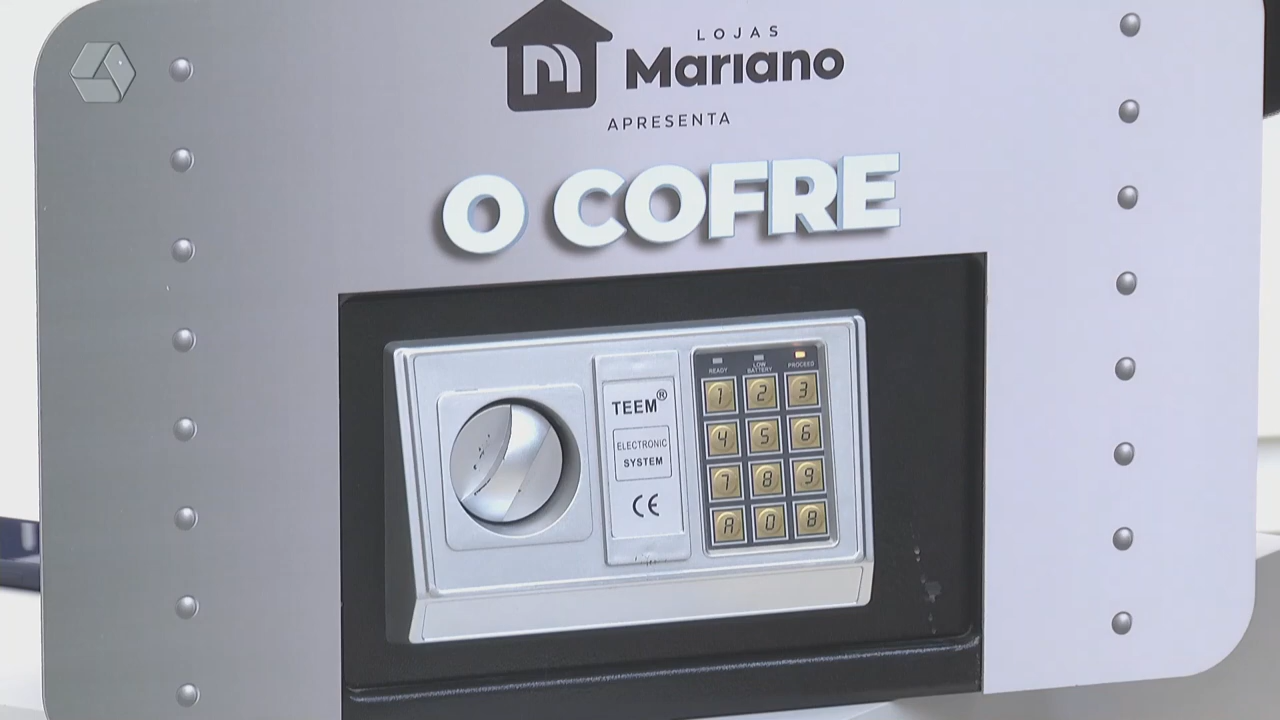 LOJAS
Mariano
APRESENTA
O COFRE
TEEM®
ELECTRONIC
SYSTEM
CE
READY
LOW
BATTERY
PROCEED
1 2 3
4 5 6
7 8 9
A 0 B